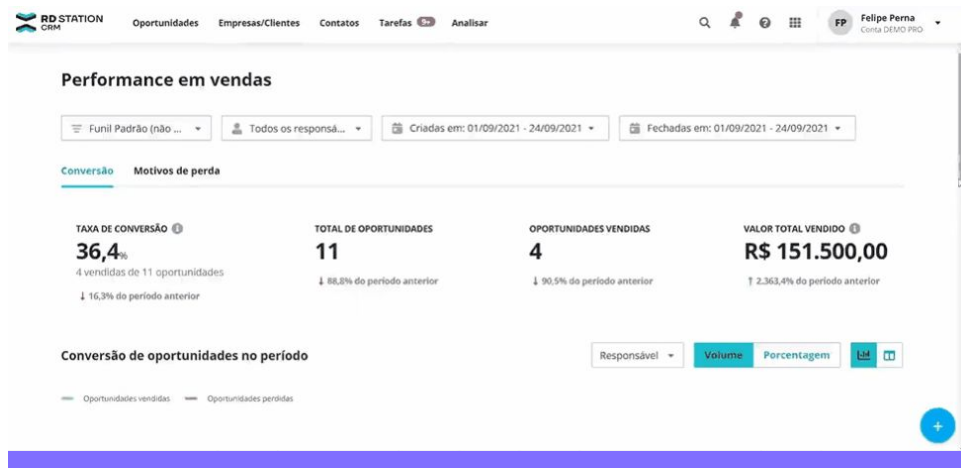 RD STATION
CRM
Oportunidades Empresas/Clientes Contatos Tarefas 5+ Analisar
FP Felipe Perna
Conta DEMO PRO
Performance em vendas
Funil Padrão (não ... Todos os responsá... Criadas em: 01/09/2021 - 24/09/2021 Fechadas em: 01/09/2021 - 24/09/2021
Conversão Motivos de perda
TAXA DE CONVERSÃO TOTAL DE OPORTUNIDADES OPORTUNIDADES VENDIDAS VALOR TOTAL VENDIDO
36,4% 11 4 R$ 151.500,00
4 vendidas de 11 oportunidades
↓ 88,8% do período anterior ↓ 90,5% do período anterior ↑ 2.363,4% do período anterior
↓ 16,3% do período anterior
Conversão de oportunidades no período
Responsável Volume Porcentagem
Oportunidades vendidas Oportunidades perdidas